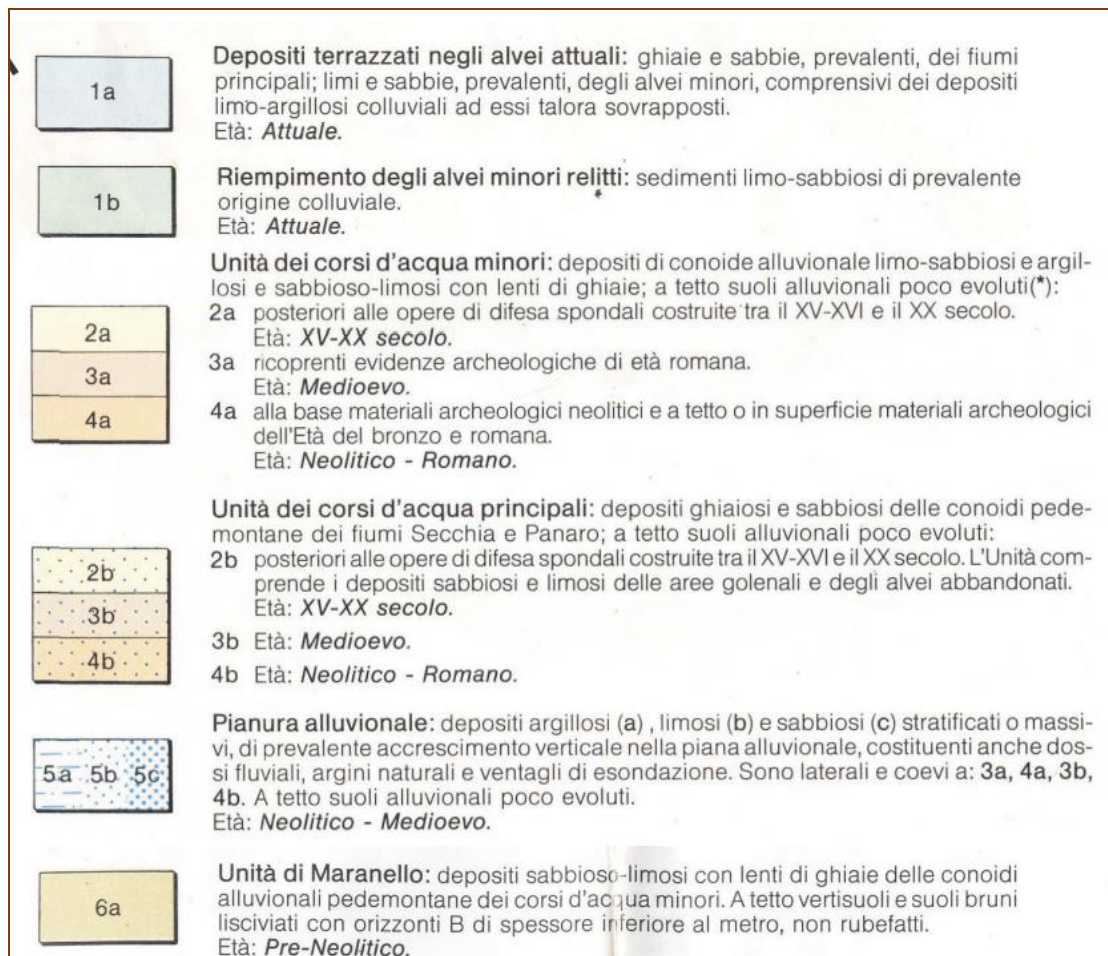 1a
Depositi terrazzati negli alvei attuali: ghiaie e sabbie, prevalenti, dei fiumi
principali; limi e sabbie, prevalenti, degli alvei minori, comprensivi dei depositi
limo-argillosi colluviali ad essi talora sovrapposti.
Età: Attuale.
1b
Riempimento degli alvei minori relitti: sedimenti limo-sabbiosi di prevalente
origine colluviale.
Età: Attuale.
Unità dei corsi d'acqua minori: depositi di conoide alluvionale limo-sabbiosi e argil-
losi e sabbioso-limosi con lenti di ghiaie; a tetto suoli alluvionali poco evoluti(*):
2a
2a posteriori alle opere di difesa spondali costruite tra il XV-XVI e il XX secolo.
Età: XV-XX secolo.
3a
3a ricoprenti evidenze archeologiche di età romana.
Età: Medioevo.
4a
4a alla base materiali archeologici neolitici e a tetto o in superficie materiali archeologici
dell'Età del bronzo e romana.
Età: Neolitico - Romano.
Unità dei corsi d'acqua principali: depositi ghiaiosi e sabbiosi delle conoidi pede-
montane dei fiumi Secchia e Panaro; a tetto suoli alluvionali poco evoluti:
2b
2b posteriori alle opere di difesa spondali costruite tra il XV-XVI e il XX secolo. L'Unità com-
prende i depositi sabbiosi e limosi delle aree golenali e degli alvei abbandonati.
Età: XV-XX secolo.
3b
3b Età: Medioevo.
4b
4b Età: Neolitico - Romano.
Pianura alluvionale: depositi argillosi (a) , limosi (b) e sabbiosi (c) stratificati o massi-
vi, di prevalente accrescimento verticale nella piana alluvionale, costituenti anche dos-
5a 5b 5c
si fluviali, argini naturali e ventagli di esondazione. Sono laterali e coevi a: 3a, 4a, 3b,
4b. A tetto suoli alluvionali poco evoluti.
Età: Neolitico - Medioevo.
6a
Unità di Maranello: depositi sabbioso-limosi con lenti di ghiaie delle conoidi
alluvionali pedemontane dei corsi d'acqua minori. A tetto vertisuoli e suoli bruni
lisciviati con orizzonti B di spessore inferiore al metro, non rubefatti.
Età: Pre-Neolitico.